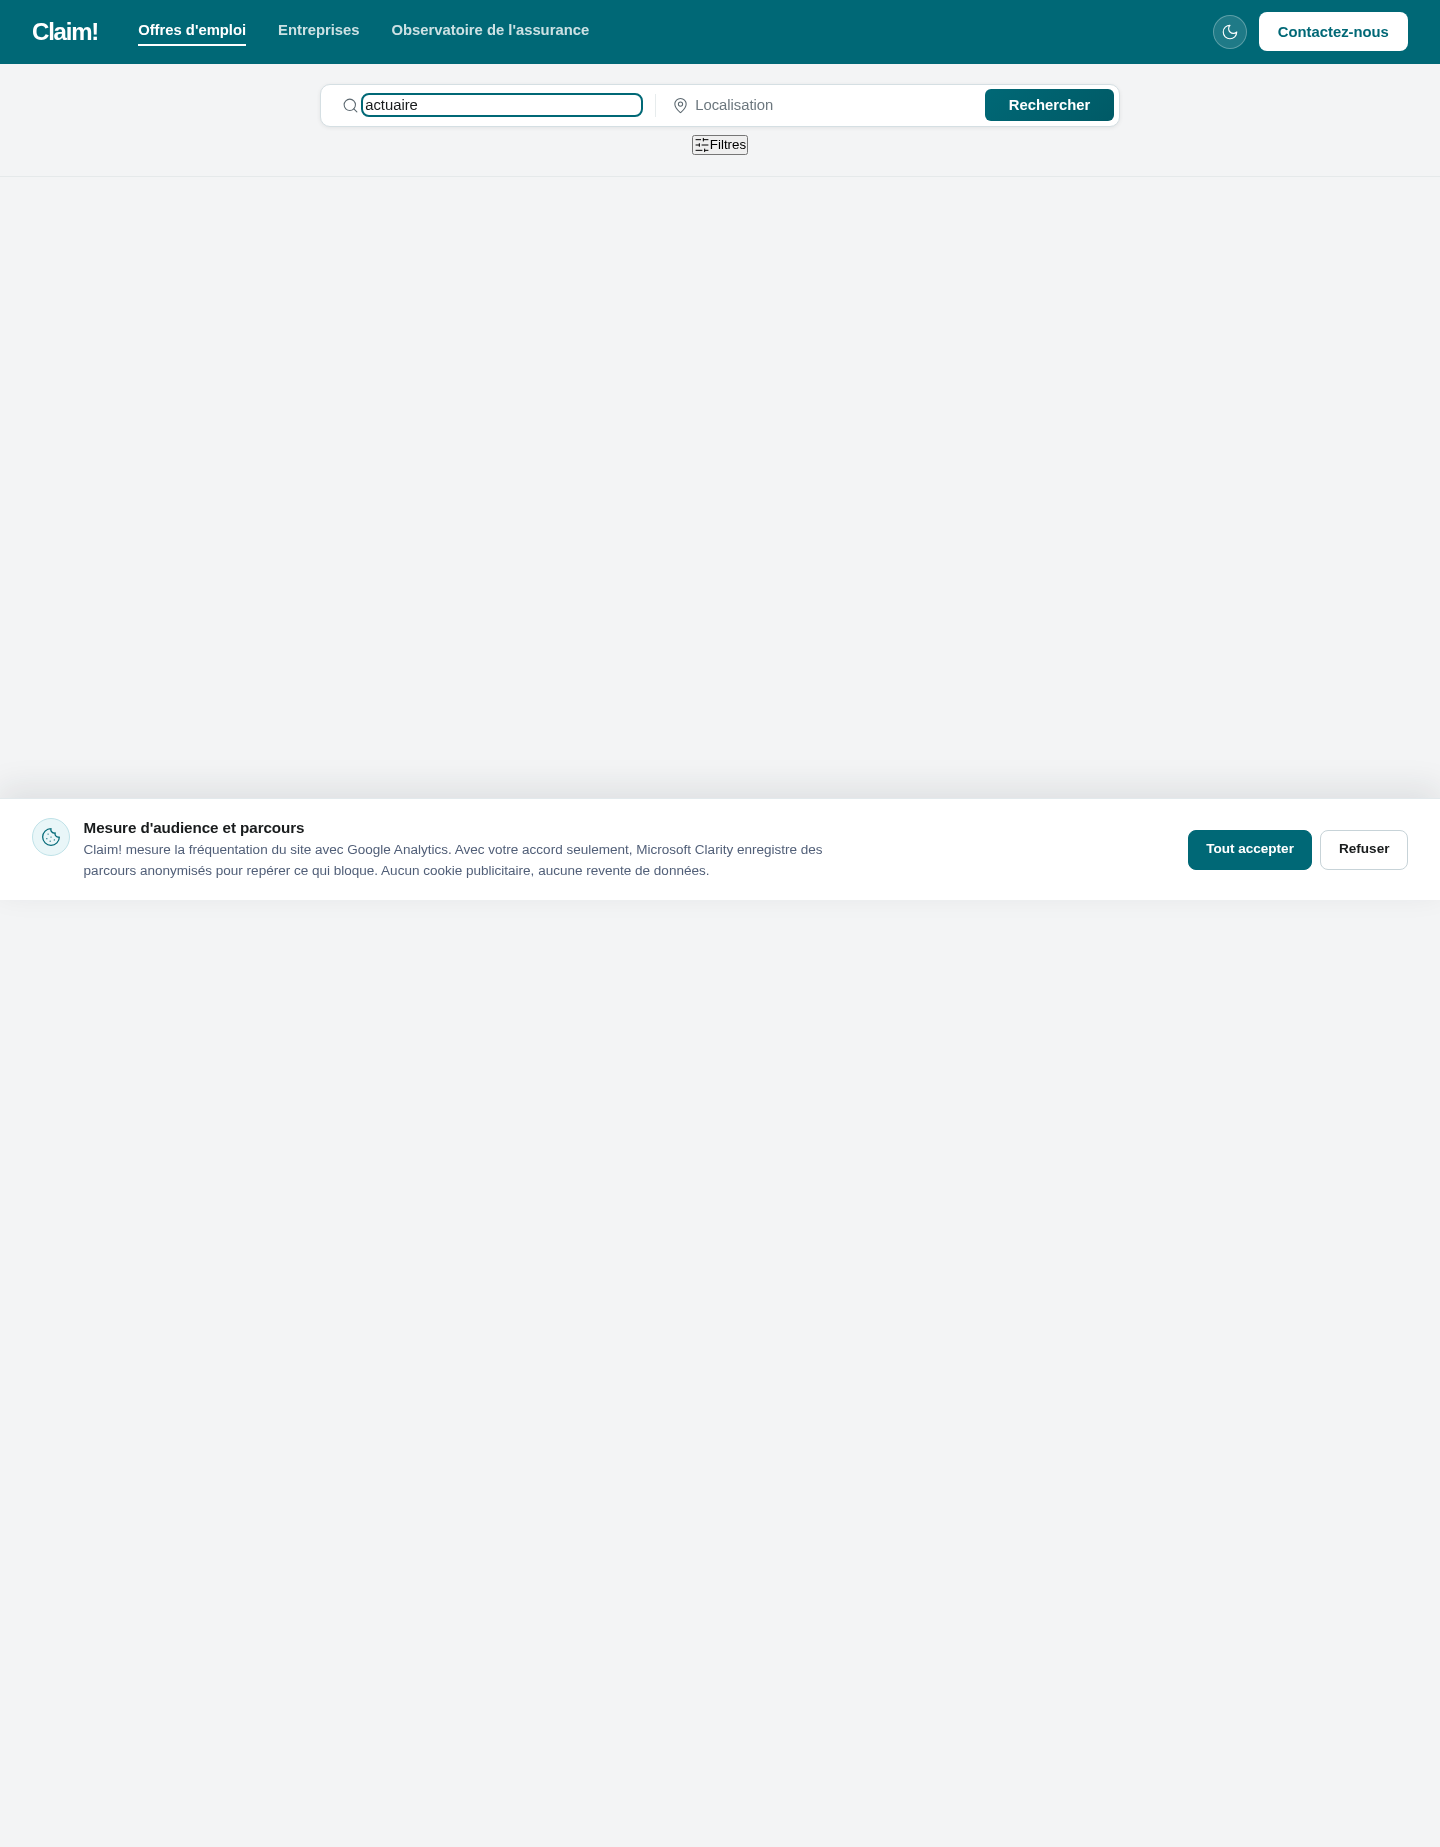 Claim!
Offres d'emploi
Entreprises
Observatoire de l'assurance
Contactez-nous
actuaire
Localisation
Rechercher
Filtres
Mesure d'audience et parcours
Claim! mesure la fréquentation du site avec Google Analytics. Avec votre accord seulement, Microsoft Clarity enregistre des
parcours anonymisés pour repérer ce qui bloque. Aucun cookie publicitaire, aucune revente de données.
Tout accepter
Refuser